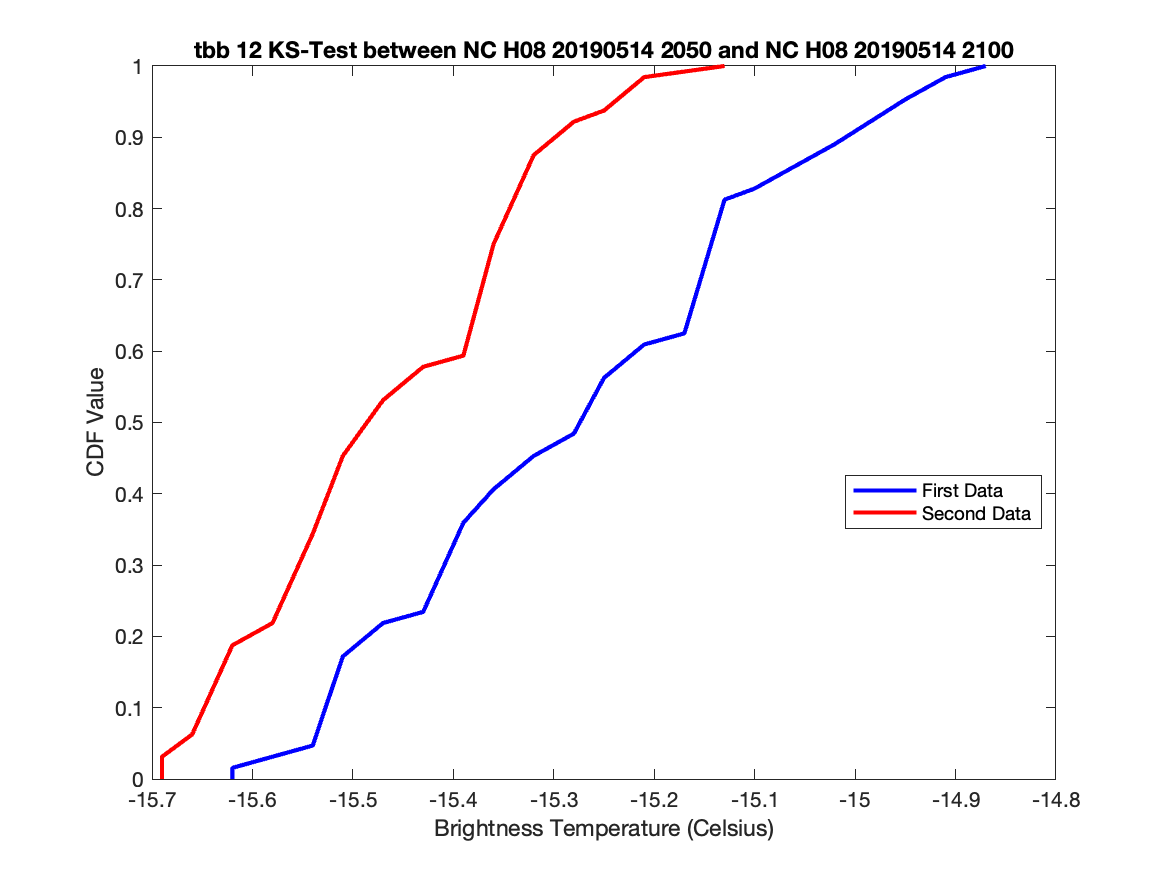 tbb 12 KS-Test between NC H08 20190514 2050 and NC H08 20190514 2100
1
0.9
0.8
0.7
0.6
0.5
0.4
0.3
0.2
0.1
0
CDF Value
First Data
Second Data
-15.7 -15.6 -15.5 -15.4 -15.3 -15.2 -15.1 -15 -14.9 -14.8
Brightness Temperature (Celsius)